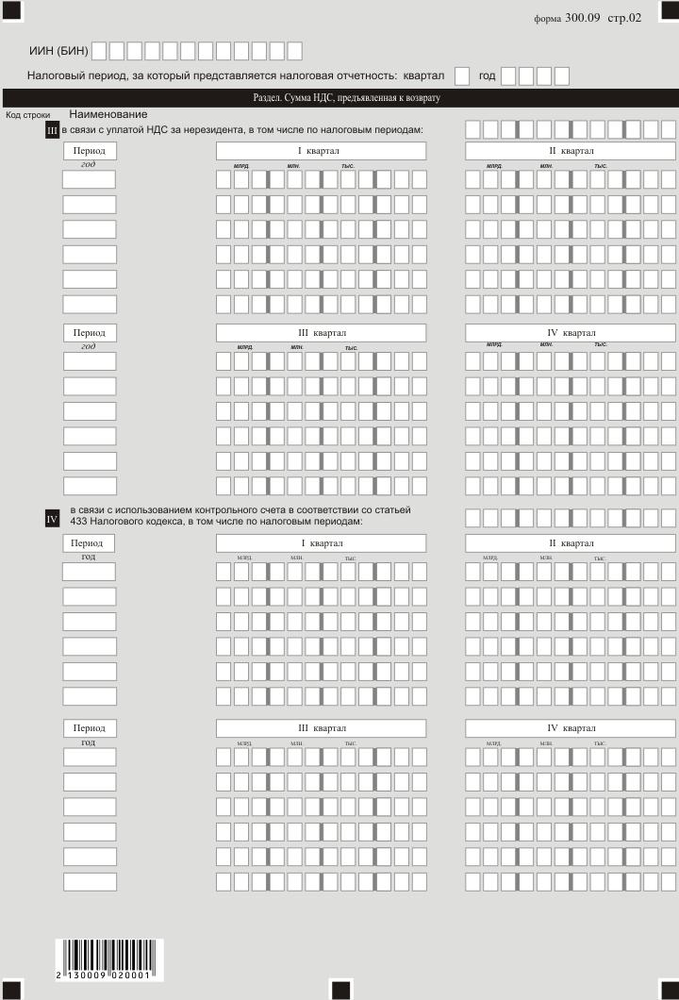 форма 300.09 стр.02
ИИН (БИН)
Налоговый период, за который представляется налоговая отчетность: квартал год
Раздел. Сумма НДС, предъявленная к возврату
Код строки Наименование
III в связи с уплатой НДС за нерезидента, в том числе по налоговым периодам:
Период I квартал II квартал
год МЛРД. МЛН. ТЫС. МЛРД. МЛН. ТЫС.
Период III квартал IV квартал
год МЛРД. МЛН. ТЫС. МЛРД. МЛН. ТЫС.
IV в связи с использованием контрольного счета в соответствии со статьей
433 Налогового кодекса, в том числе по налоговым периодам:
Период I квартал II квартал
год МЛРД. МЛН. ТЫС. МЛРД. МЛН. ТЫС.
Период III квартал IV квартал
год МЛРД. МЛН. ТЫС. МЛРД. МЛН. ТЫС.
2 130009 020001